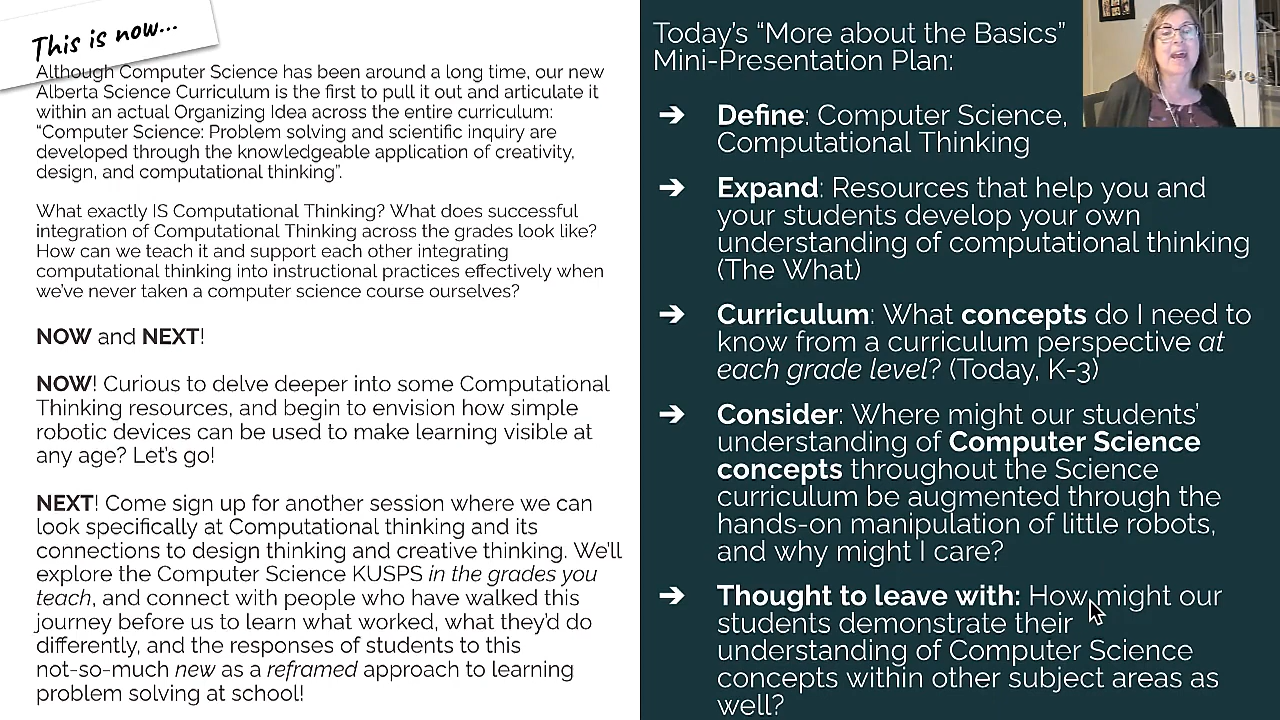 This is now...
Although Computer Science has been around a long time, our new
Alberta Science Curriculum is the first to pull it out and articulate it
within an actual Organizing Idea across the entire curriculum:
“Computer Science: Problem solving and scientific inquiry are
developed through the knowledgeable application of creativity,
design, and computational thinking”.
What exactly IS Computational Thinking? What does successful
integration of Computational Thinking across the grades look like?
How can we teach it and support each other integrating
computational thinking into instructional practices effectively when
we’ve never taken a computer science course ourselves?
NOW and NEXT!
NOW! Curious to delve deeper into some Computational
Thinking resources, and begin to envision how simple
robotic devices can be used to make learning visible at
any age? Let’s go!
NEXT! Come sign up for another session where we can
look specifically at Computational thinking and its
connections to design thinking and creative thinking. We’ll
explore the Computer Science KUSPS in the grades you
teach, and connect with people who have walked this
journey before us to learn what worked, what they’d do
differently, and the responses of students to this
not-so-much new as a reframed approach to learning
problem solving at school!
Today’s “More about the Basics”
Mini-Presentation Plan:
➔ Define: Computer Science,
Computational Thinking
➔ Expand: Resources that help you and
your students develop your own
understanding of computational thinking
(The What)
➔ Curriculum: What concepts do I need to
know from a curriculum perspective at
each grade level? (Today, K-3)
➔ Consider: Where might our students’
understanding of Computer Science
concepts throughout the Science
curriculum be augmented through the
hands-on manipulation of little robots,
and why might I care?
➔ Thought to leave with: How might our
students demonstrate their
understanding of Computer Science
concepts within other subject areas as
well?